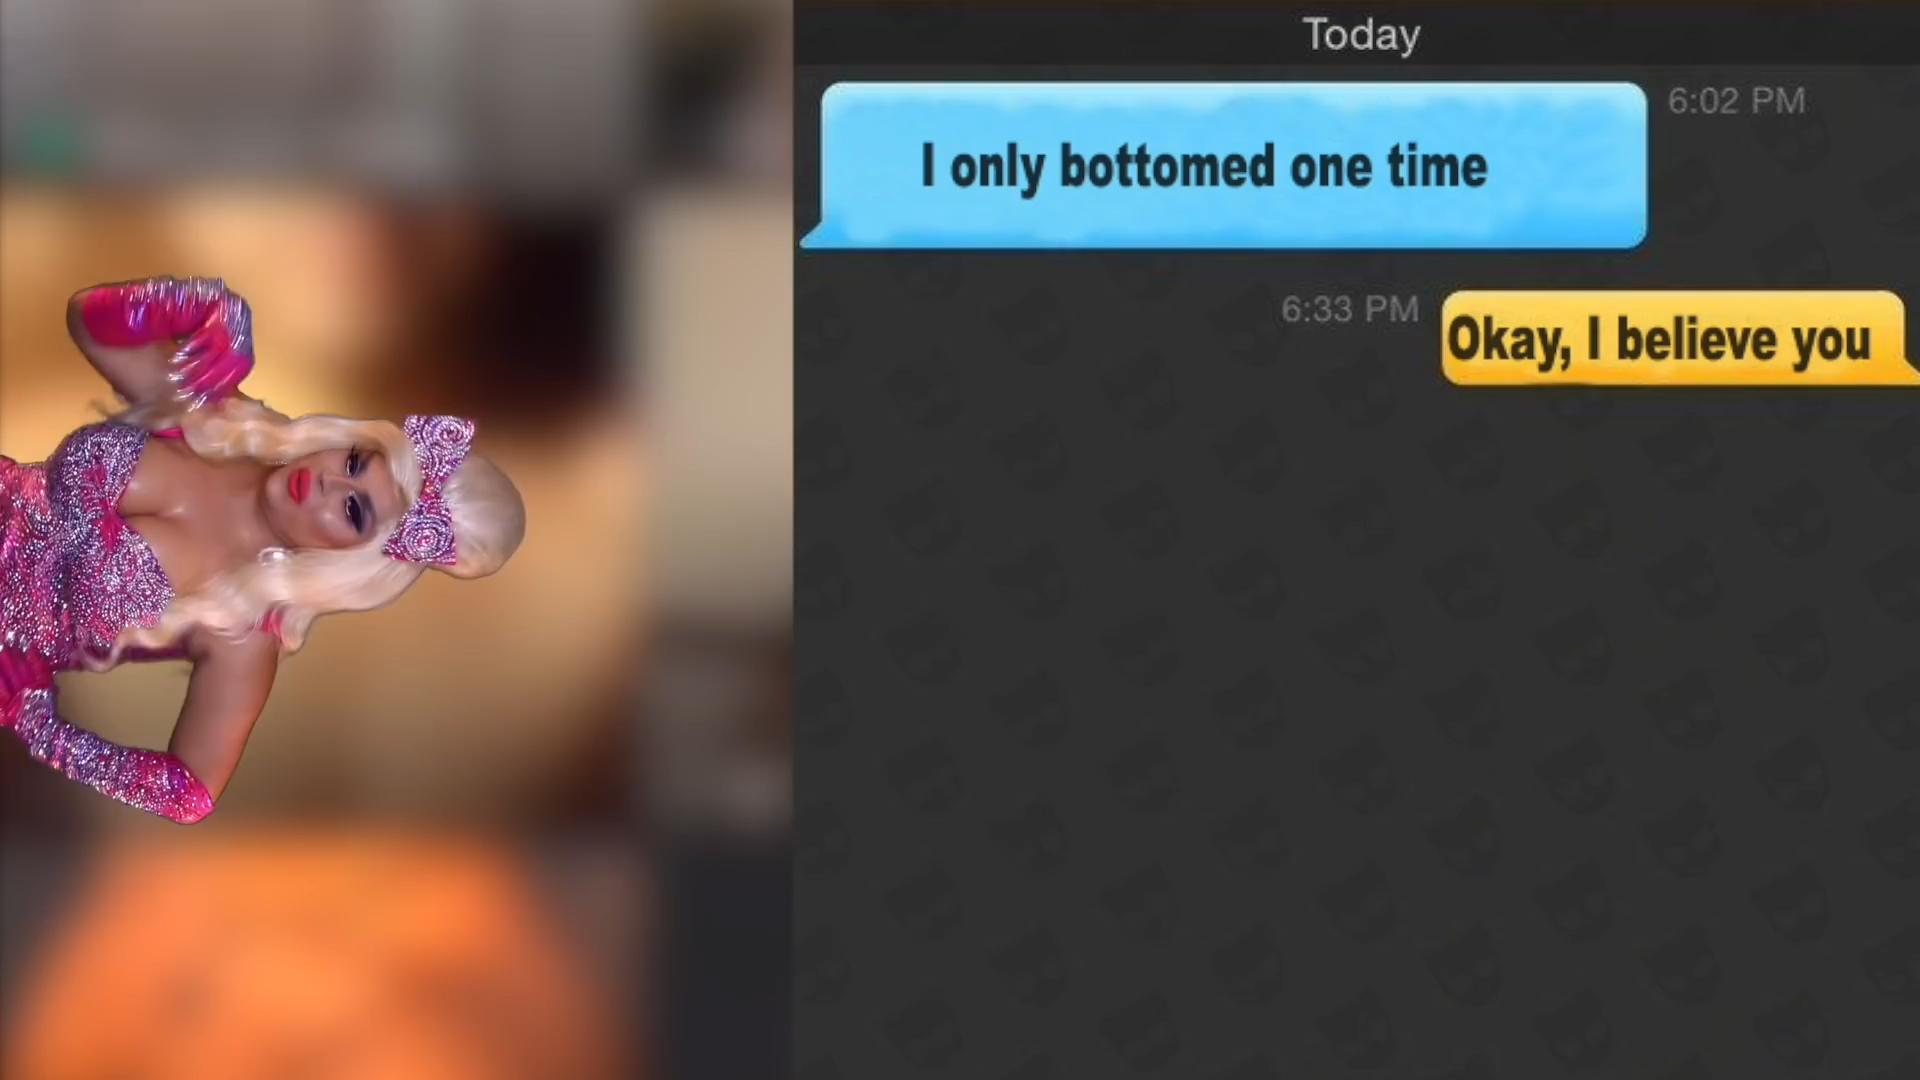 Today
I only bottomed one time
6:02 PM
6:33 PM
Okay, I believe you